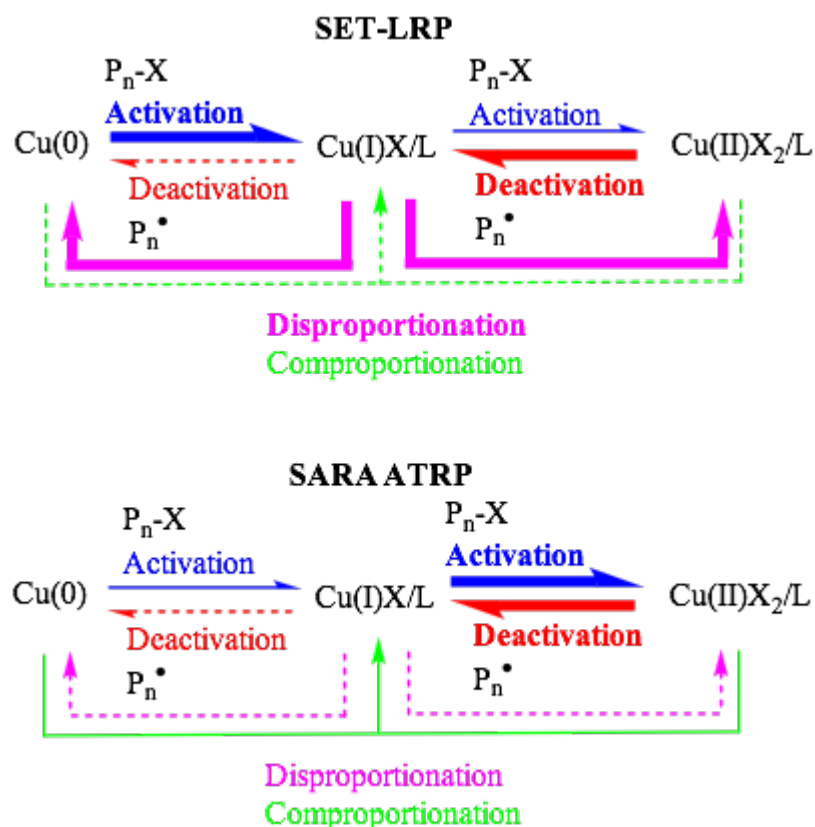 SET-LRP
Pn-X Pn-X
Activation Activation
Cu(0) Cu(I)X/L Cu(II)X2/L
Deactivation Deactivation
Pn• Pn•
Disproportionation
Comproportionation
SARA ATRP
Pn-X Pn-X
Activation Activation
Cu(0) Cu(I)X/L Cu(II)X2/L
Deactivation Deactivation
Pn• Pn•
Disproportionation
Comproportionation